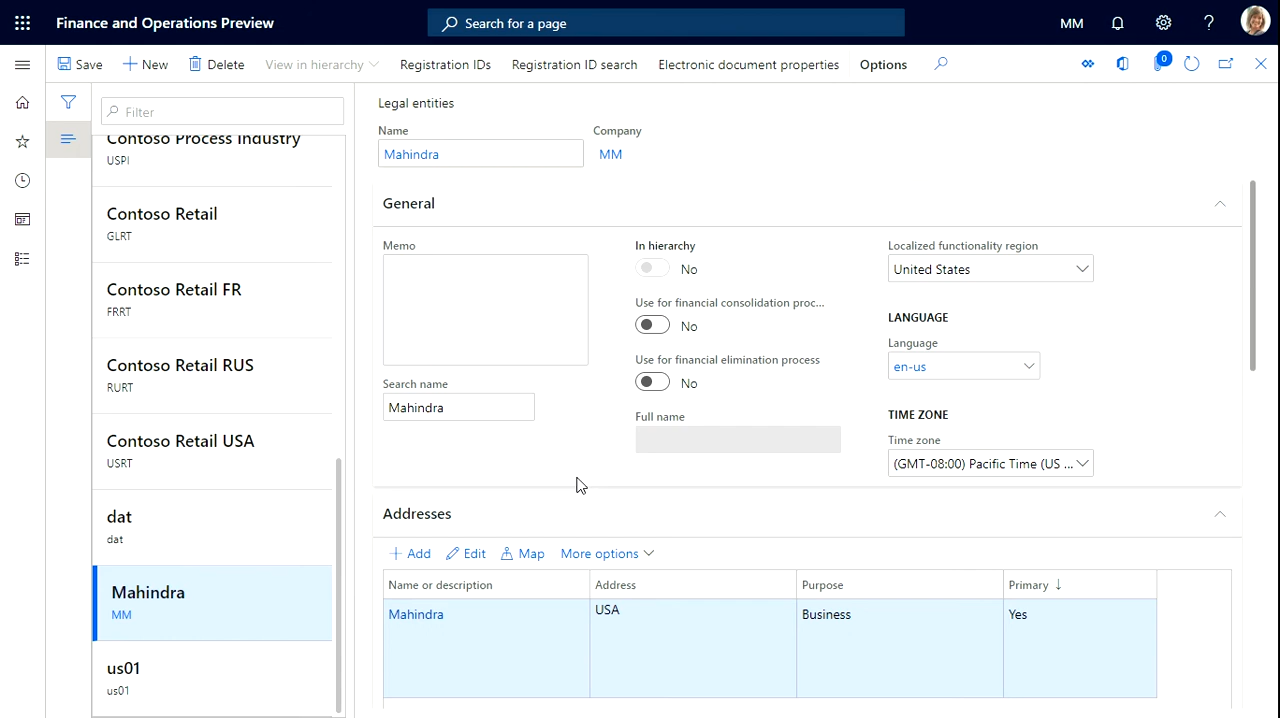 Finance and Operations Preview
Search for a page
MM
Save
New
Delete
View in hierarchy
Registration IDs
Registration ID search
Electronic document properties
Options
0
Filter
Contoso Process Industry
USPI
Contoso Retail
GLRT
Contoso Retail FR
FRRT
Contoso Retail RUS
RURT
Contoso Retail USA
USRT
dat
dat
Mahindra
MM
us01
us01
Legal entities
Name
Mahindra
Company
MM
General
Memo
Search name
Mahindra
In hierarchy
No
Use for financial consolidation proc...
No
Use for financial elimination process
No
Full name
Localized functionality region
United States
LANGUAGE
Language
en-us
TIME ZONE
Time zone
(GMT-08:00) Pacific Time (US ...
Addresses
Add
Edit
Map
More options
Name or description
Address
Purpose
Primary
Mahindra
USA
Business
Yes